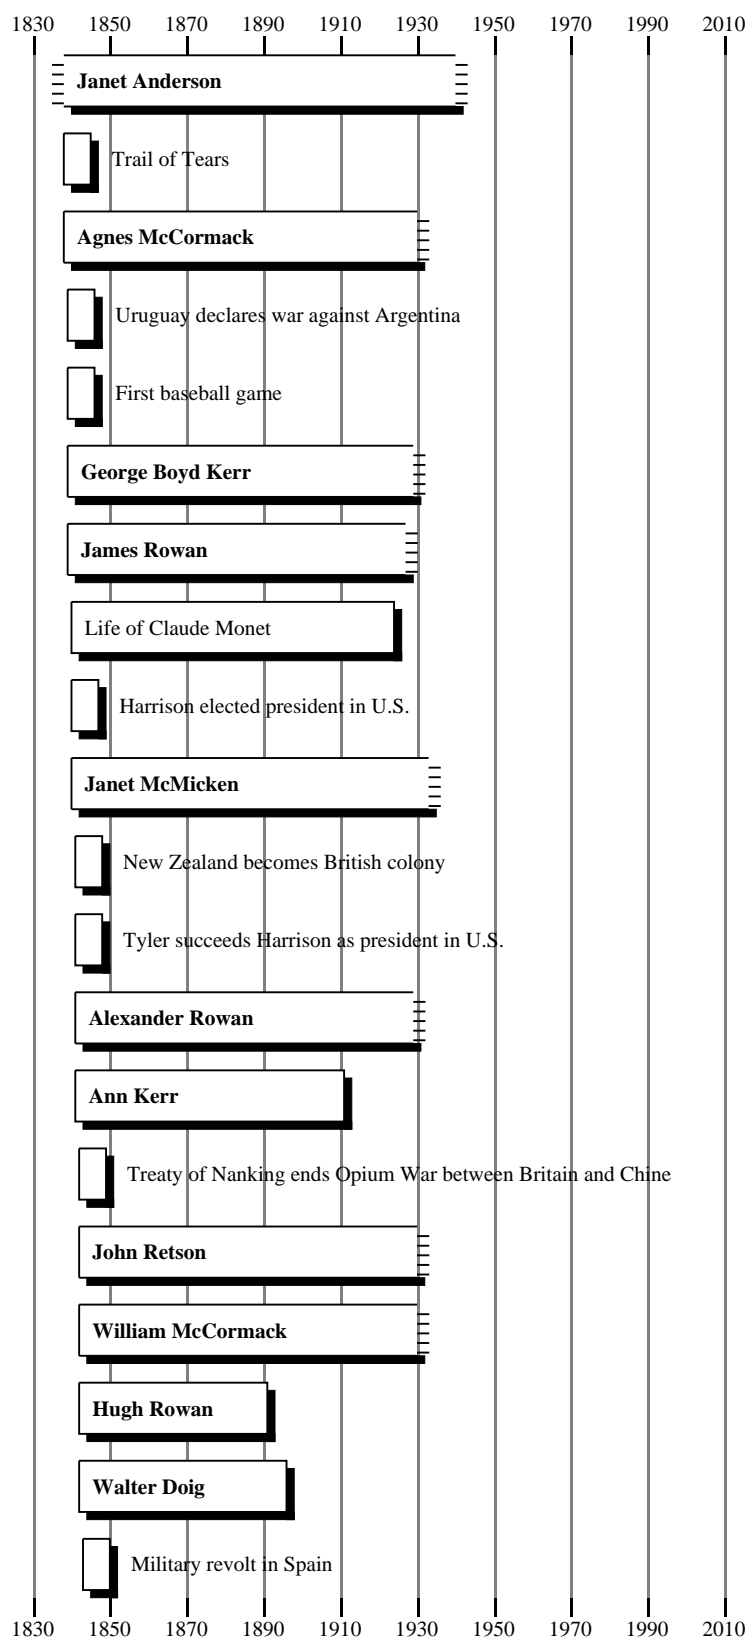 1830 1850 1870 1890 1910 1930 1950 1970 1990 2010
Janet Anderson
Trail of Tears
Agnes McCormack
Uruguay declares war against Argentina
First baseball game
George Boyd Kerr
James Rowan
Life of Claude Monet
Harrison elected president in U.S.
Janet McMicken
New Zealand becomes British colony
Tyler succeeds Harrison as president in U.S.
Alexander Rowan
Ann Kerr
Treaty of Nanking ends Opium War between Britain and Chine
John Retson
William McCormack
Hugh Rowan
Walter Doig
Military revolt in Spain
1830 1850 1870 1890 1910 1930 1950 1970 1990 2010